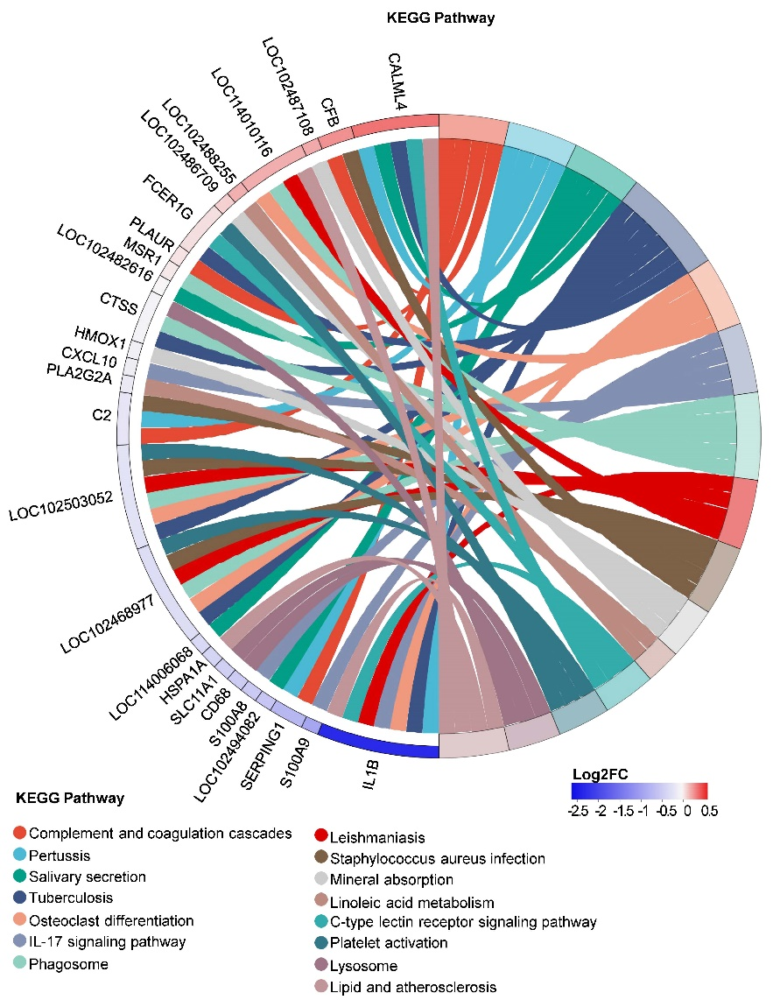 KEGG Pathway
CALML4
CFB
LOC102487108
LOC114010116
LOC102488255
LOC102486709
FCER1G
PLAUR
MSR1
LOC102482616
CTSS
HMOX1
CXCL10
PLA2G2A
C2
LOC102503052
LOC102468977
LOC114006068
HSPA1A
SLC11A1
CD68
S100A8
LOC102494082
SERPING1
S100A9
IL1B
Log2FC
-2.5 -2 -1.5 -1 -0.5 0 0.5
KEGG Pathway
Complement and coagulation cascades
Pertussis
Salivary secretion
Tuberculosis
Osteoclast differentiation
IL-17 signaling pathway
Phagosome
Leishmaniasis
Staphylococcus aureus infection
Mineral absorption
Linoleic acid metabolism
C-type lectin receptor signaling pathway
Platelet activation
Lysosome
Lipid and atherosclerosis